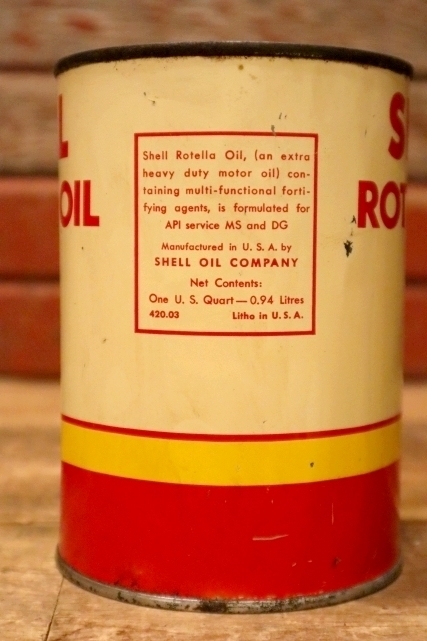 L
OIL
Shell Rotella Oil, (an extra
heavy duty motor oil) con-
taining multi-functional forti-
fying agents, is formulated for
API service MS and DG
Manufactured in U. S. A. by
SHELL OIL COMPANY
Net Contents:
One U. S. Quart—0.94 Litres
420.03 Litho in U. S. A.
S
ROT